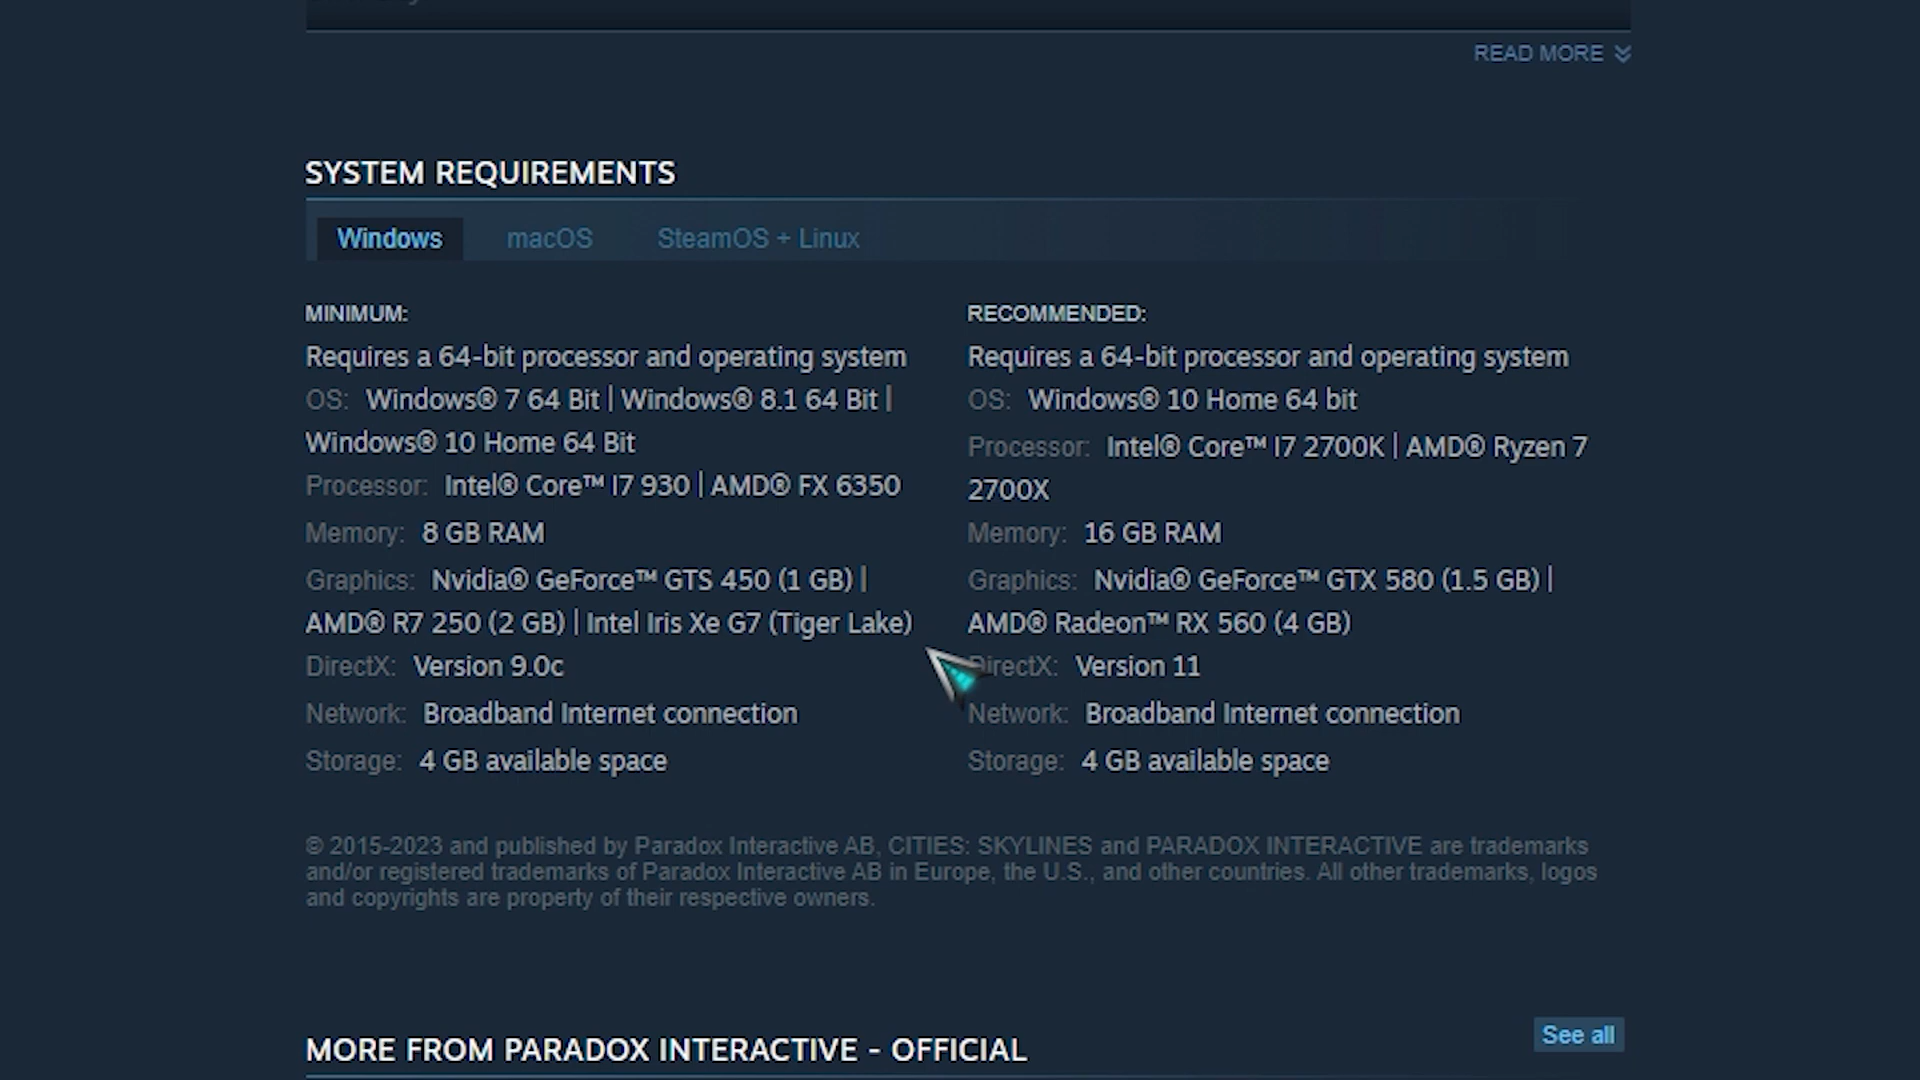 READ MORE
SYSTEM REQUIREMENTS
Windows macOS SteamOS + Linux
MINIMUM:
Requires a 64-bit processor and operating system
OS: Windows® 7 64 Bit | Windows® 8.1 64 Bit |
Windows® 10 Home 64 Bit
Processor: Intel® Core™ I7 930 | AMD® FX 6350
Memory: 8 GB RAM
Graphics: Nvidia® GeForce™ GTS 450 (1 GB) |
AMD® R7 250 (2 GB) | Intel Iris Xe G7 (Tiger Lake)
DirectX: Version 9.0c
Network: Broadband Internet connection
Storage: 4 GB available space
RECOMMENDED:
Requires a 64-bit processor and operating system
OS: Windows® 10 Home 64 bit
Processor: Intel® Core™ I7 2700K | AMD® Ryzen 7
2700X
Memory: 16 GB RAM
Graphics: Nvidia® GeForce™ GTX 580 (1.5 GB) |
AMD® Radeon™ RX 560 (4 GB)
DirectX: Version 11
Network: Broadband Internet connection
Storage: 4 GB available space
© 2015-2023 and published by Paradox Interactive AB, CITIES: SKYLINES and PARADOX INTERACTIVE are trademarks
and/or registered trademarks of Paradox Interactive AB in Europe, the U.S., and other countries. All other trademarks, logos
and copyrights are property of their respective owners.
MORE FROM PARADOX INTERACTIVE - OFFICIAL
See all